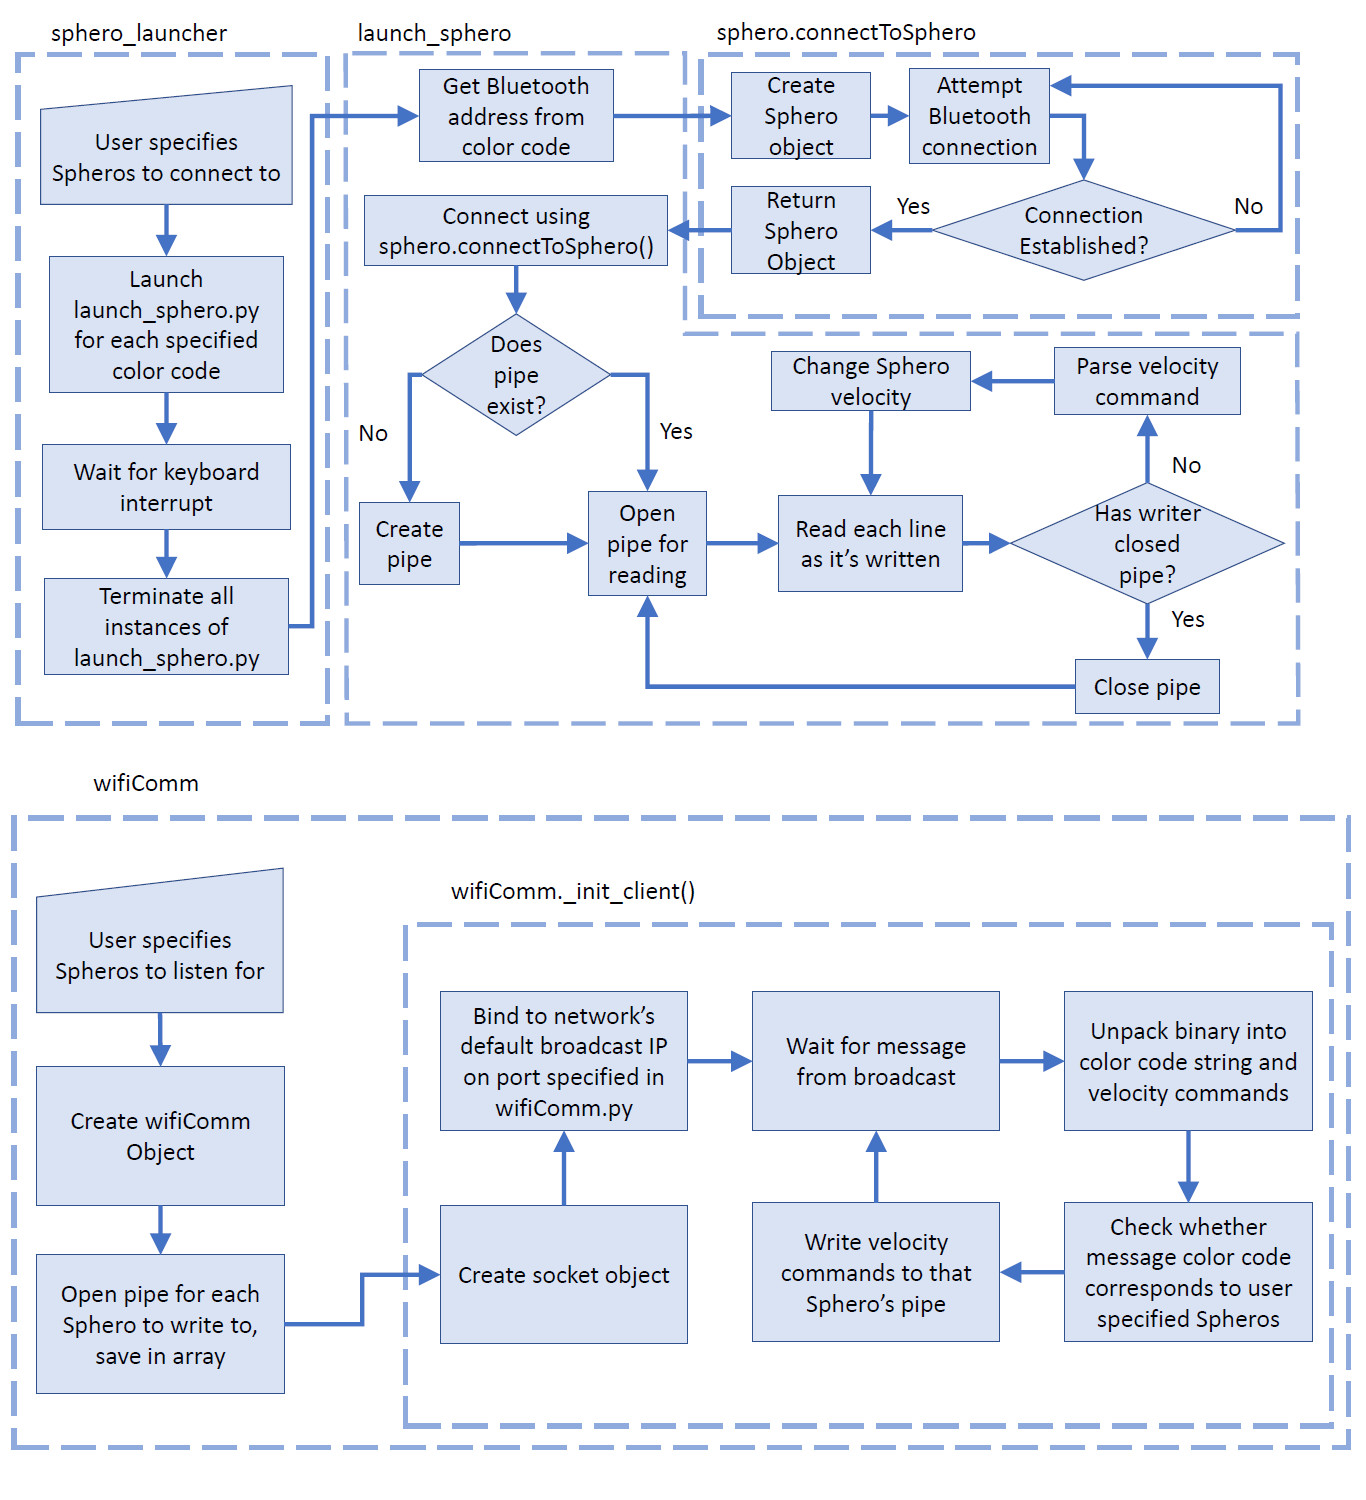 sphero_launcher
User specifies
Spheros to connect to
Launch
launch_sphero.py
for each specified
color code
Wait for keyboard
interrupt
Terminate all
instances of
launch_sphero.py
launch_sphero
Get Bluetooth
address from
color code
Connect using
sphero.connectToSphero()
Does
pipe
exist?
No
Yes
Create
pipe
Open
pipe for
reading
Read each line
as it’s written
Has writer
closed
pipe?
No
Yes
Parse velocity
command
Change Sphero
velocity
Close pipe
sphero.connectToSphero
Create
Sphero
object
Attempt
Bluetooth
connection
Connection
Established?
No
Yes
Return
Sphero
Object
wifiComm
User specifies
Spheros to listen for
Create wifiComm
Object
Open pipe for each
Sphero to write to,
save in array
wifiComm._init_client()
Create socket object
Bind to network’s
default broadcast IP
on port specified in
wifiComm.py
Wait for message
from broadcast
Unpack binary into
color code string and
velocity commands
Check whether
message color code
corresponds to user
specified Spheros
Write velocity
commands to that
Sphero’s pipe